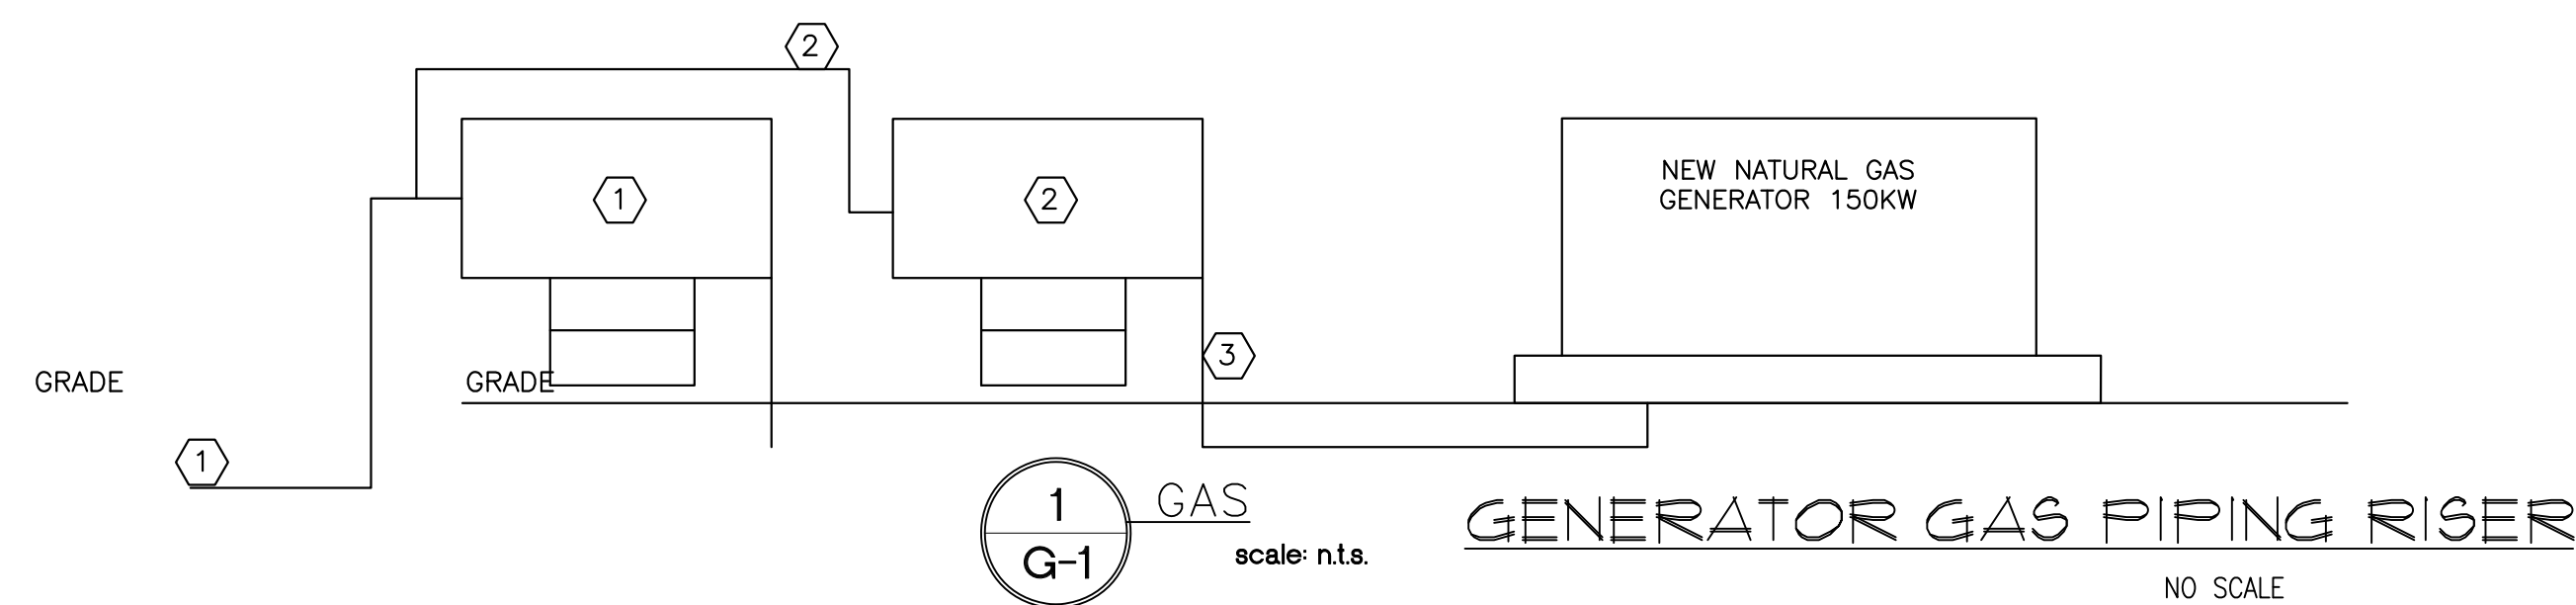 2
1
2
NEW NATURAL GAS
GENERATOR 150KW
3
GRADE
GRADE
1
1
G-1
GAS
scale: n.t.s.
GENERATOR GAS PIPING RISER
NO SCALE